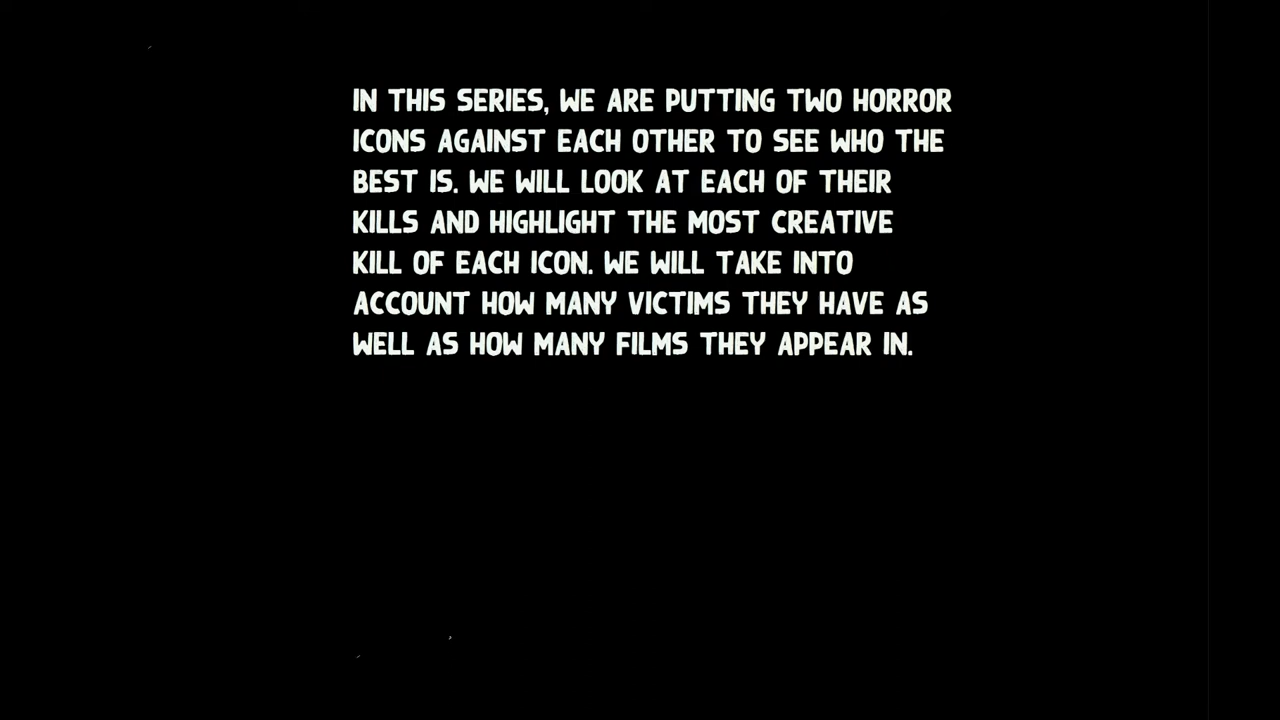 IN THIS SERIES, WE ARE PUTTING TWO HORROR
ICONS AGAINST EACH OTHER TO SEE WHO THE
BEST IS. WE WILL LOOK AT EACH OF THEIR
KILLS AND HIGHLIGHT THE MOST CREATIVE
KILL OF EACH ICON. WE WILL TAKE INTO
ACCOUNT HOW MANY VICTIMS THEY HAVE AS
WELL AS HOW MANY FILMS THEY APPEAR IN.